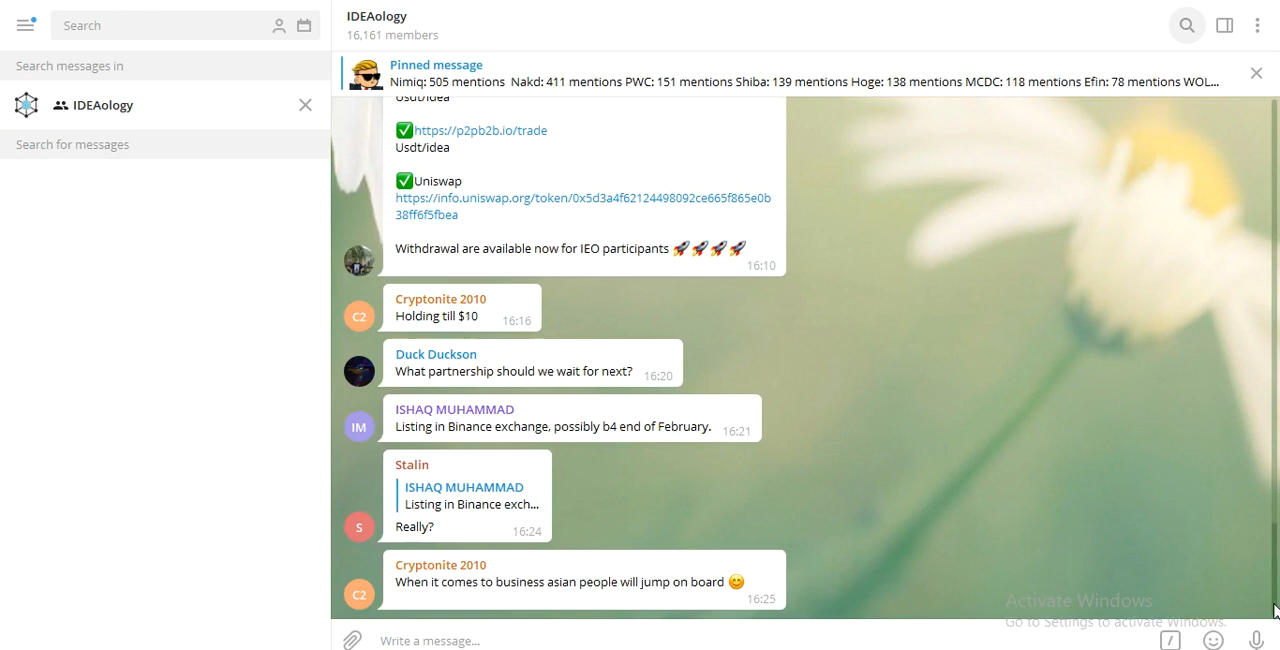 Search
Search messages in
IDEAology
Search for messages
IDEAology
16,161 members
Pinned message
Nimiq: 505 mentions Nakd: 411 mentions PWC: 151 mentions Shiba: 139 mentions Hoge: 138 mentions MCDC: 118 mentions Efin: 78 mentions WOL...
Usdt/idea
https://p2pb2b.io/trade
Usdt/idea
Uniswap
https://info.uniswap.org/token/0x5d3a4f62124498092ce665f865e0b
38ff6f5fbea
Withdrawal are available now for IEO participants 🚀🚀🚀🚀
16:10
C2
Cryptonite 2010
Holding till $10
16:16
Duck Duckson
What partnership should we wait for next?
16:20
IM
ISHAQ MUHAMMAD
Listing in Binance exchange, possibly b4 end of February.
16:21
Stalin
ISHAQ MUHAMMAD
Listing in Binance exch...
S
Really?
16:24
Cryptonite 2010
C2
When it comes to business asian people will jump on board 😊
16:25
Activate Windows
Go to Settings to activate Windows.
Write a message...